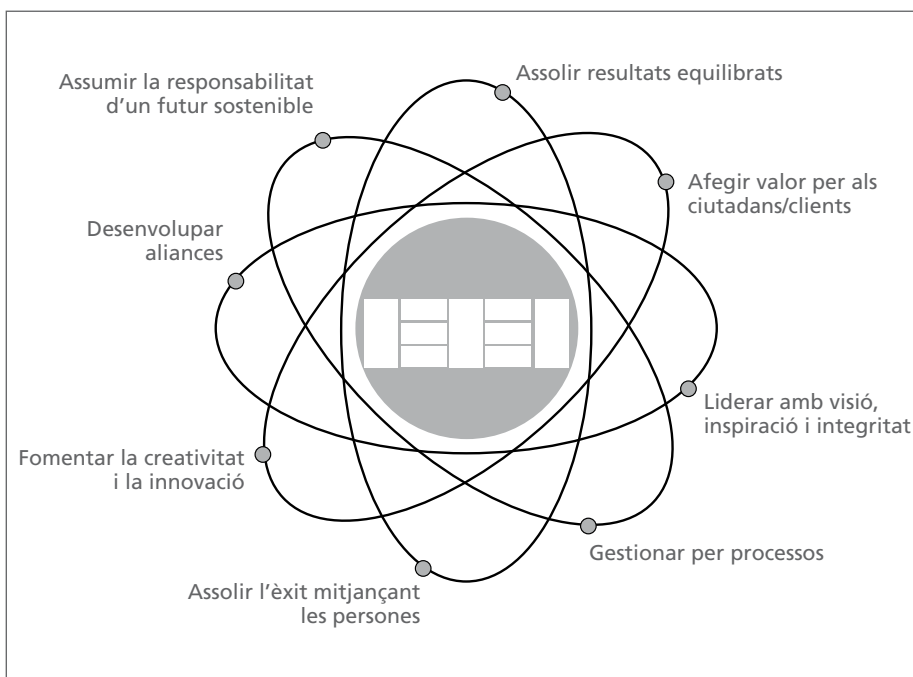 Assolir resultats equilibrats
Afegir valor per als
ciutadans/clients
Liderar amb visió,
inspiració i integritat
Gestionar per processos
Assolir l'èxit mitjançant
les persones
Fomentar la creativitat
i la innovació
Desenvolupar
aliances
Assumir la responsabilitat
d'un futur sostenible